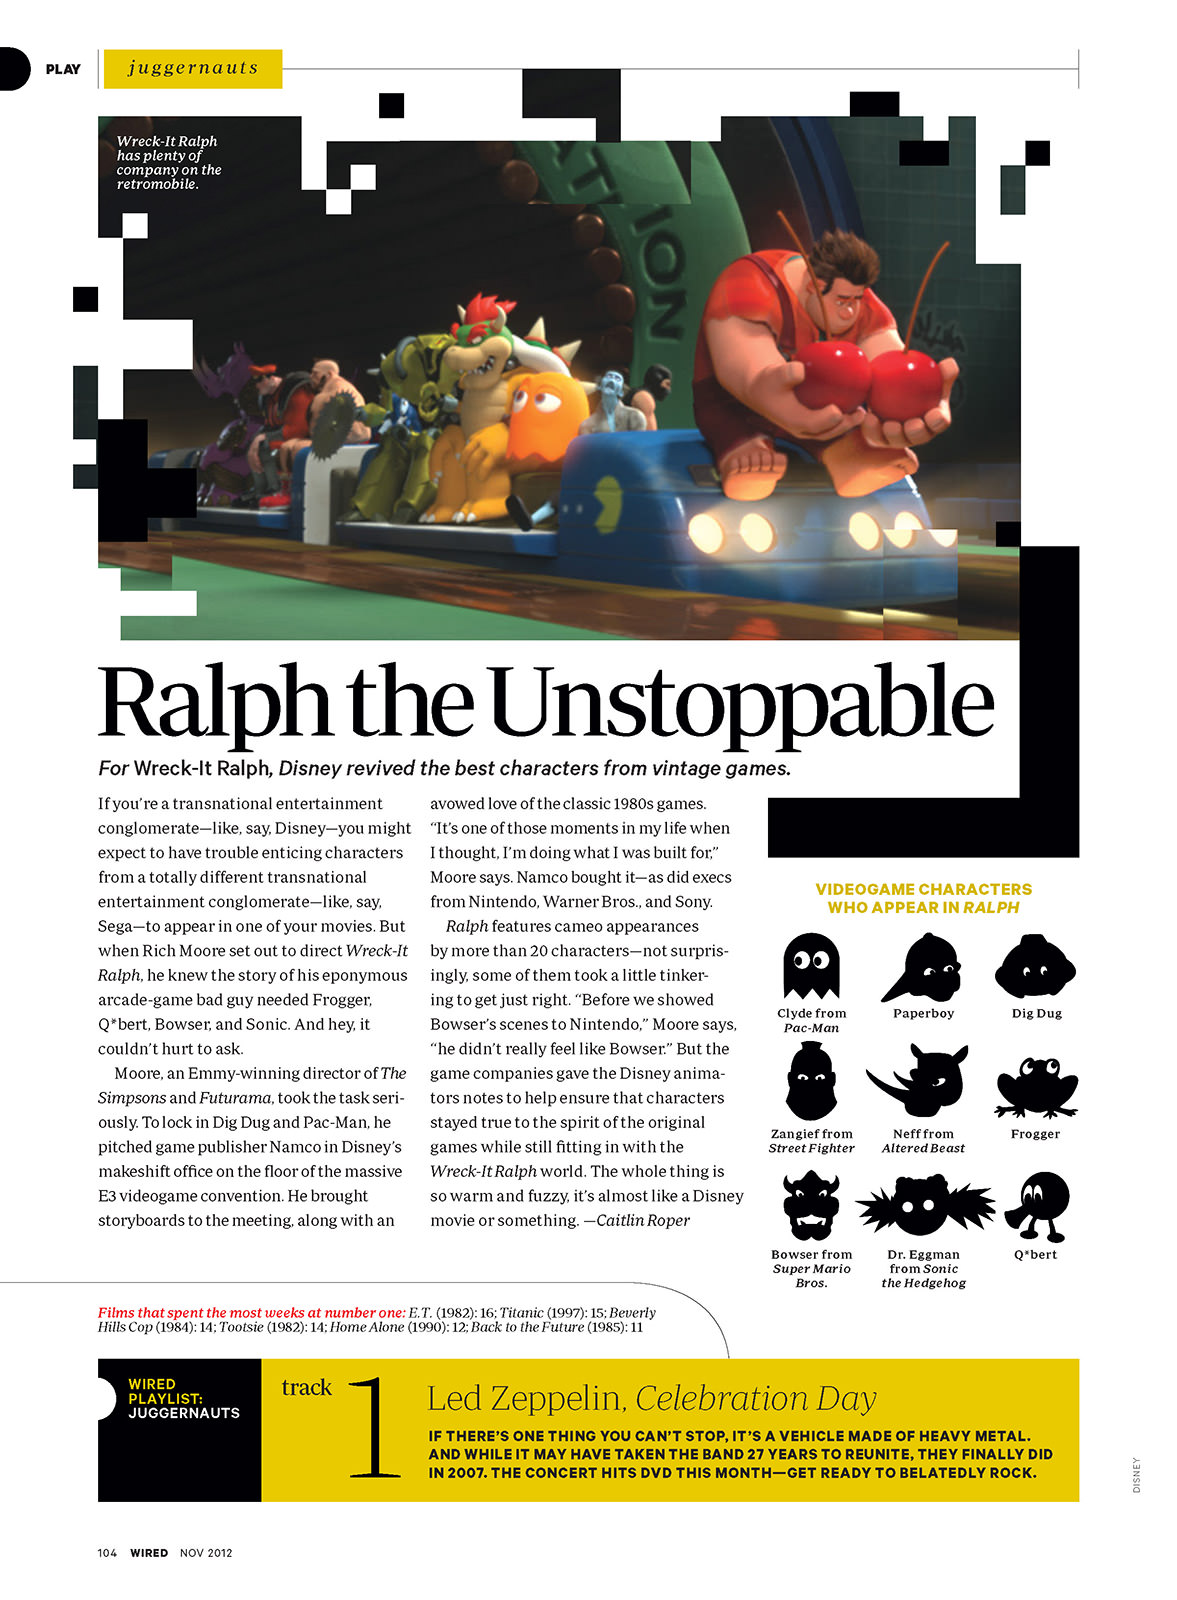 PLAY
juggernauts
Wreck-It Ralph
has plenty of
company on the
retromobile.
ATION
Ralph the Unstoppable
For Wreck-It Ralph, Disney revived the best characters from vintage games.
If you're a transnational entertainment
conglomerate—like, say, Disney—you might
expect to have trouble enticing characters
from a totally different transnational
entertainment conglomerate—like, say,
Sega—to appear in one of your movies. But
when Rich Moore set out to direct Wreck-It
Ralph, he knew the story of his eponymous
arcade-game bad guy needed Frogger,
Q*bert, Bowser, and Sonic. And hey, it
couldn't hurt to ask.
Moore, an Emmy-winning director of The
Simpsons and Futurama, took the task seri-
ously. To lock in Dig Dug and Pac-Man, he
pitched game publisher Namco in Disney's
makeshift office on the floor of the massive
E3 videogame convention. He brought
storyboards to the meeting, along with an
avowed love of the classic 1980s games.
“It's one of those moments in my life when
I thought, I'm doing what I was built for,”
Moore says. Namco bought it—as did execs
from Nintendo, Warner Bros., and Sony.
Ralph features cameo appearances
by more than 20 characters—not surpris-
ingly, some of them took a little tinker-
ing to get just right. “Before we showed
Bowser's scenes to Nintendo,” Moore says,
“he didn't really feel like Bowser.” But the
game companies gave the Disney anima-
tors notes to help ensure that characters
stayed true to the spirit of the original
games while still fitting in with the
Wreck-It Ralph world. The whole thing is
so warm and fuzzy, it's almost like a Disney
movie or something. —Caitlin Roper
VIDEOGAME CHARACTERS
WHO APPEAR IN RALPH
Clyde from
Pac-Man
Paperboy
Dig Dug
Zangief from
Street Fighter
Neff from
Altered Beast
Frogger
Bowser from
Super Mario
Bros.
Dr. Eggman
from Sonic
the Hedgehog
Q*bert
Films that spent the most weeks at number one: E.T. (1982): 16; Titanic (1997): 15; Beverly
Hills Cop (1984): 14; Tootsie (1982): 14; Home Alone (1990): 12; Back to the Future (1985): 11
WIRED
PLAYLIST:
JUGGERNAUTS
track
1
Led Zeppelin, Celebration Day
IF THERE'S ONE THING YOU CAN'T STOP, IT'S A VEHICLE MADE OF HEAVY METAL.
AND WHILE IT MAY HAVE TAKEN THE BAND 27 YEARS TO REUNITE, THEY FINALLY DID
IN 2007. THE CONCERT HITS DVD THIS MONTH—GET READY TO BELATEDLY ROCK.
DISNEY
104 WIRED NOV 2012